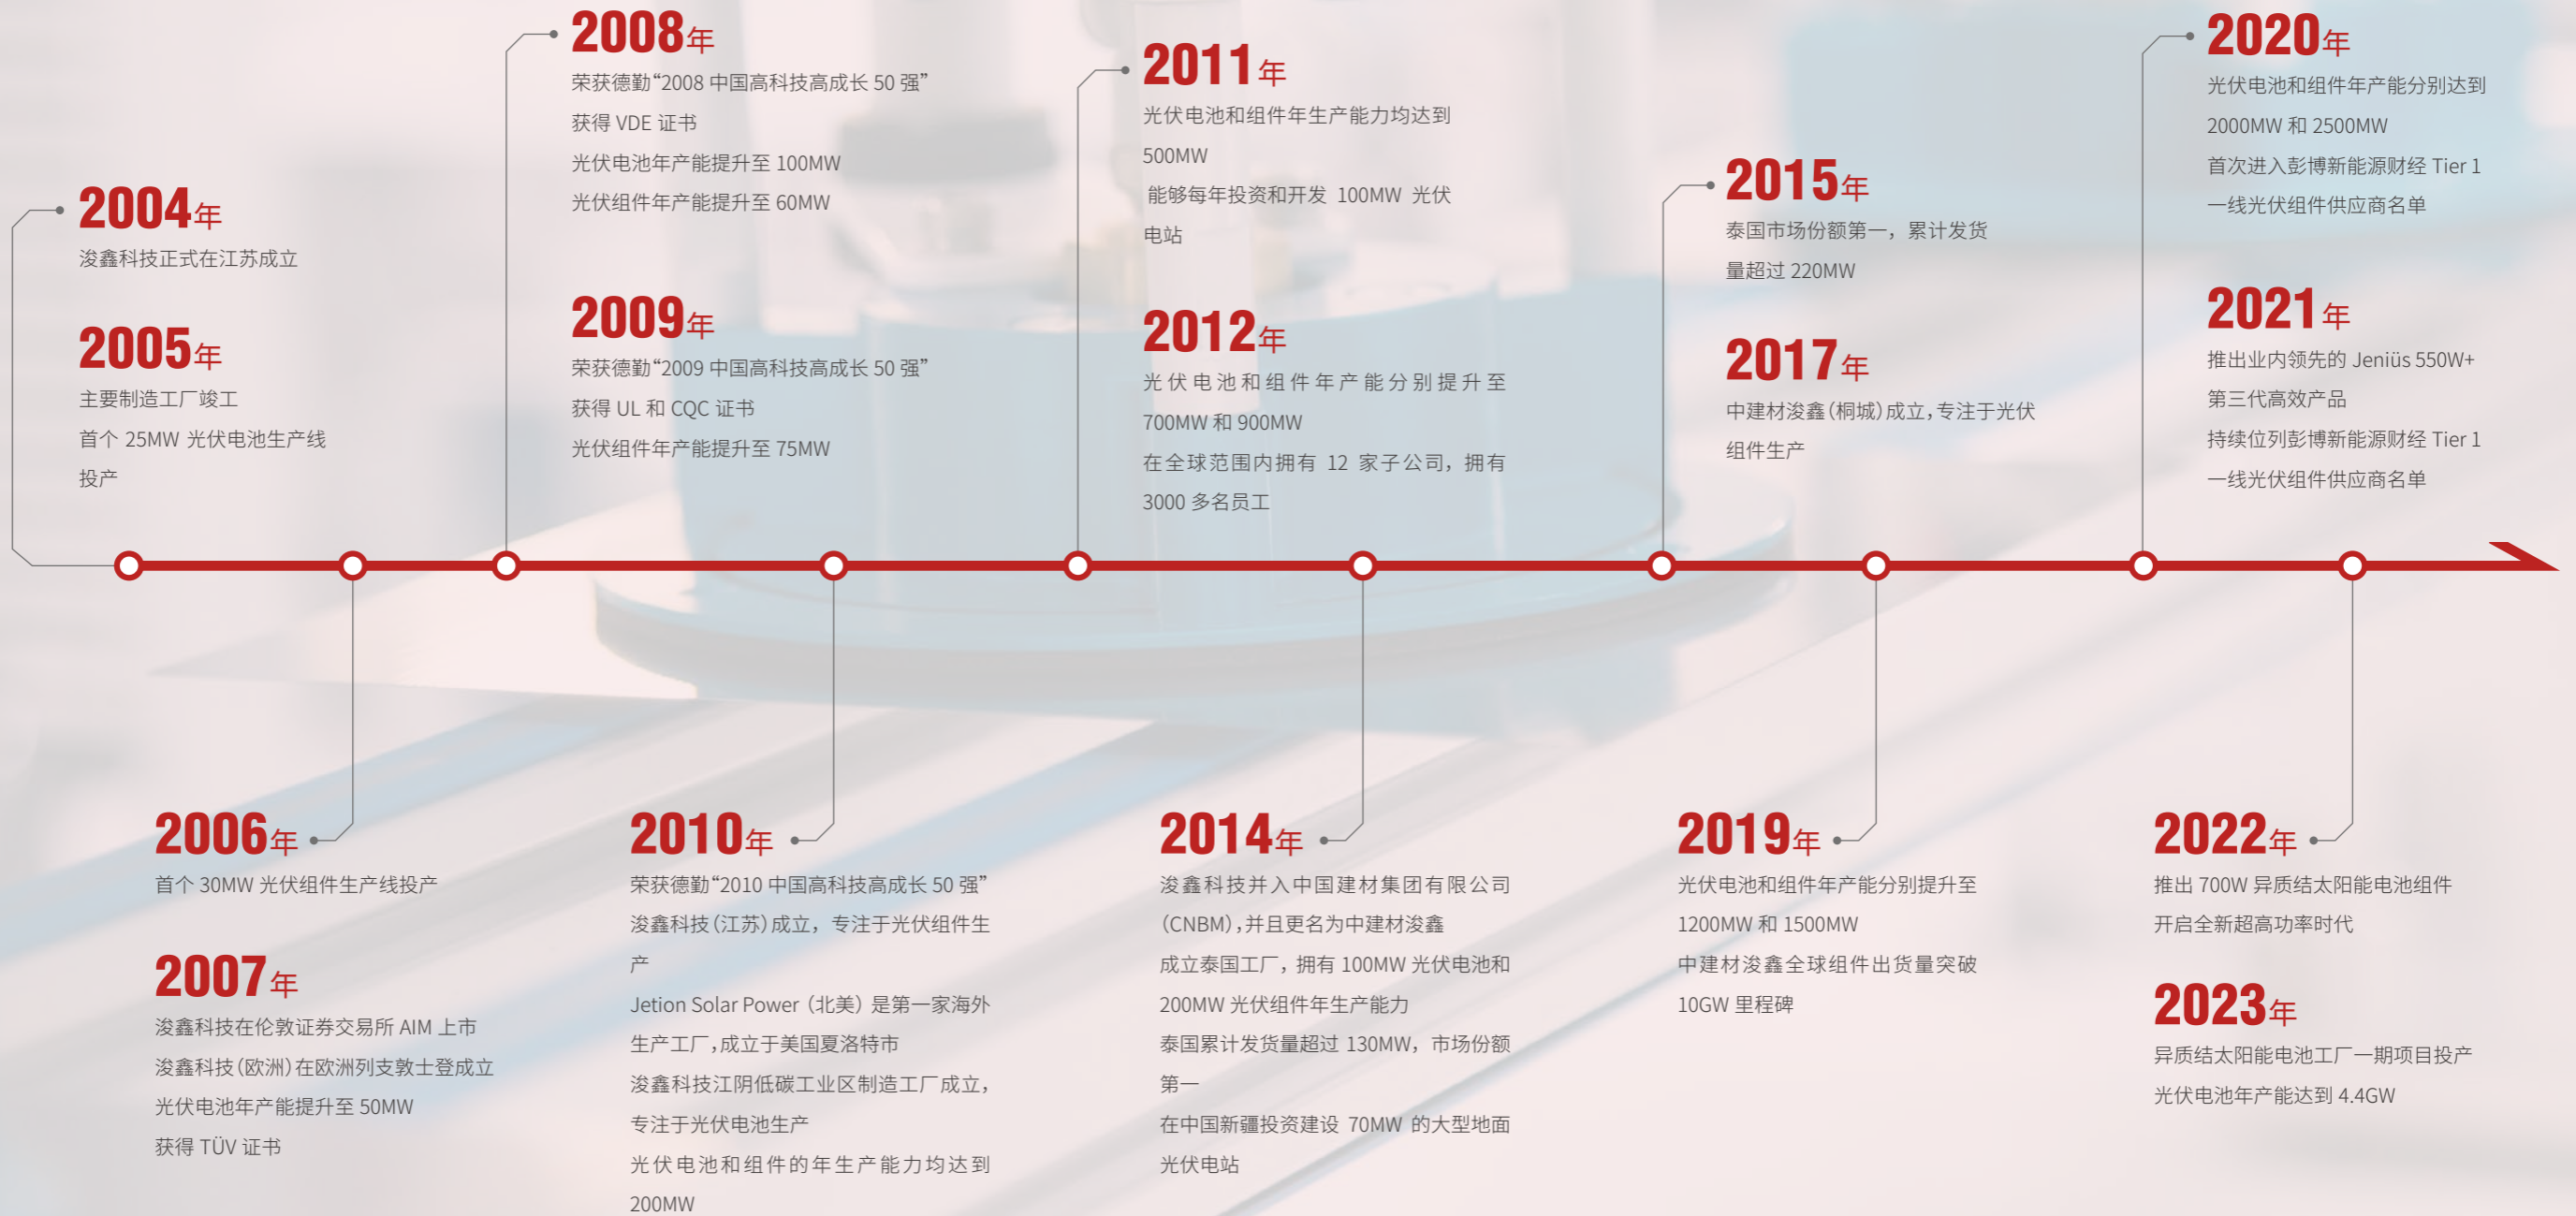 2004年
浚鑫科技正式在江苏成立
2005年
主要制造工厂竣工
首个 25MW 光伏电池生产线
投产
2006年
首个 30MW 光伏组件生产线投产
2007年
浚鑫科技在伦敦证券交易所 AIM 上市
浚鑫科技（欧洲）在欧洲列支敦士登成立
光伏电池年产能提升至 50MW
获得 TÜV 证书
2008年
荣获德勤“2008 中国高科技高成长 50 强”
获得 VDE 证书
光伏电池年产能提升至 100MW
光伏组件年产能提升至 60MW
2009年
荣获德勤“2009 中国高科技高成长 50 强”
获得 UL 和 CQC 证书
光伏组件年产能提升至 75MW
2010年
荣获德勤“2010 中国高科技高成长 50 强”
浚鑫科技（江苏）成立，专注于光伏组件生
产
Jetion Solar Power（北美）是第一家海外
生产工厂，成立于美国夏洛特市
浚鑫科技江阴低碳工业区制造工厂成立，
专注于光伏电池生产
光伏电池和组件的年生产能力均达到
200MW
2011年
光伏电池和组件年生产能力均达到
500MW
能够每年投资和开发 100MW 光伏
电站
2012年
光伏电池和组件年产能分别提升至
700MW 和 900MW
在全球范围内拥有 12 家子公司，拥有
3000 多名员工
2014年
浚鑫科技并入中国建材集团有限公司
（CNBM），并且更名为中建材浚鑫
成立泰国工厂，拥有 100MW 光伏电池和
200MW 光伏组件年生产能力
泰国累计发货量超过 130MW，市场份额
第一
在中国新疆投资建设 70MW 的大型地面
光伏电站
2015年
泰国市场份额第一，累计发货
量超过 220MW
2017年
中建材浚鑫（桐城）成立，专注于光伏
组件生产
2019年
光伏电池和组件年产能分别提升至
1200MW 和 1500MW
中建材浚鑫全球组件出货量突破
10GW 里程碑
2020年
光伏电池和组件年产能分别达到
2000MW 和 2500MW
首次进入彭博新能源财经 Tier 1
一线光伏组件供应商名单
2021年
推出业内领先的 Jeniüs 550W+
第三代高效产品
持续位列彭博新能源财经 Tier 1
一线光伏组件供应商名单
2022年
推出 700W 异质结太阳能电池组件
开启全新超高功率时代
2023年
异质结太阳能电池工厂一期项目投产
光伏电池年产能达到 4.4GW